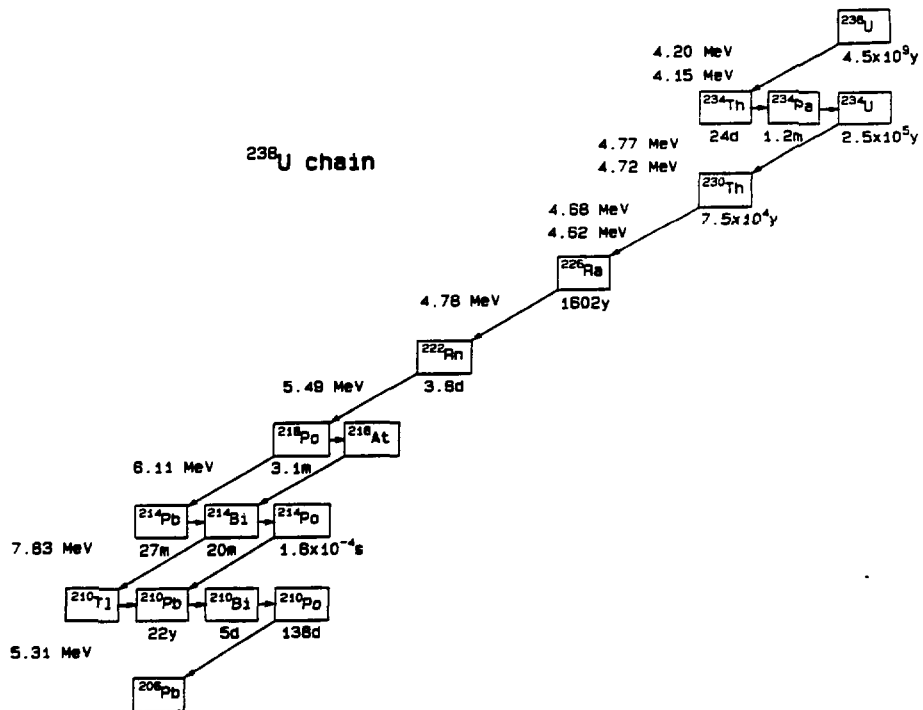 ²³⁸U
4.20 MeV
4.5x10⁹y
4.15 MeV
²³⁴Th ²³⁴Pa ²³⁴U
24d 1.2m 2.5x10⁵y
²³⁸U chain
4.77 MeV
4.72 MeV
²³⁰Th
4.68 MeV
7.5x10⁴y
4.62 MeV
²²⁶Ra
4.78 MeV
1602y
²²²Rn
5.49 MeV
3.8d
²¹⁸Po ²¹⁸At
6.11 MeV
3.1m
²¹⁴Pb ²¹⁴Bi ²¹⁴Po
7.83 MeV
27m 20m 1.6x10⁻⁴s
²¹⁰Tl ²¹⁰Pb ²¹⁰Bi ²¹⁰Po
22y 5d 138d
5.31 MeV
²⁰⁶Pb